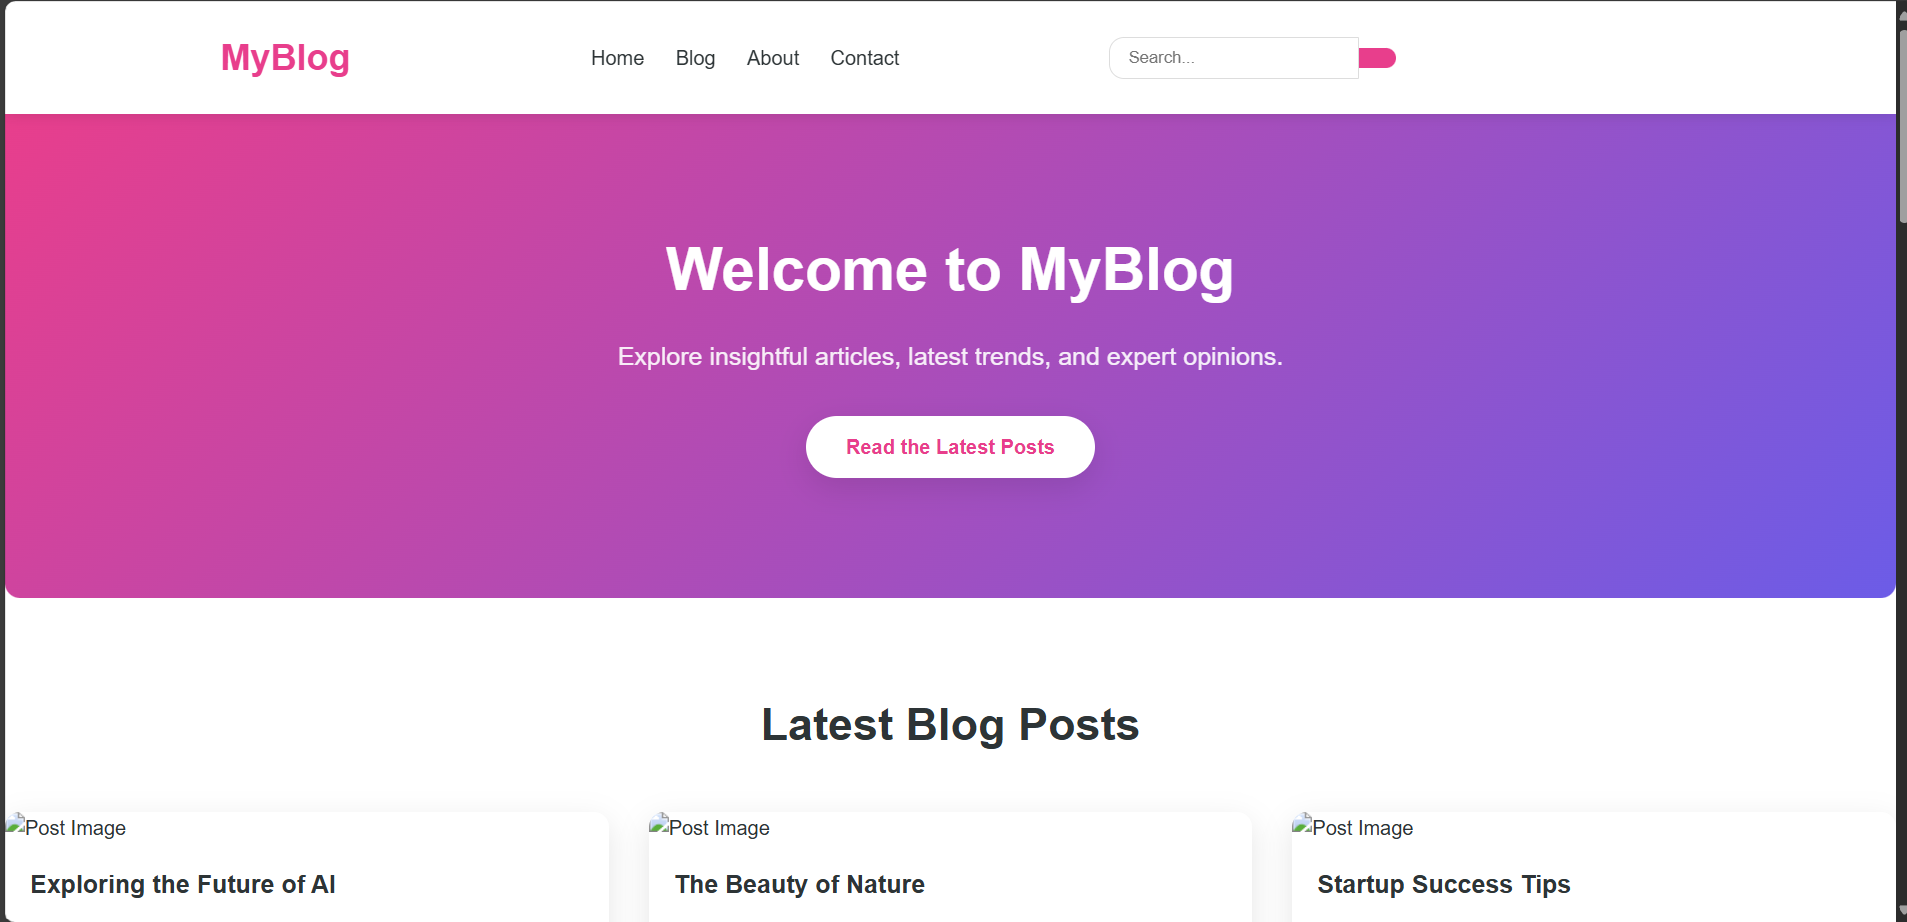 MyBlog
Home Blog About Contact
Search...
Welcome to MyBlog
Explore insightful articles, latest trends, and expert opinions.
Read the Latest Posts
Latest Blog Posts
Post Image
Exploring the Future of AI
Post Image
The Beauty of Nature
Post Image
Startup Success Tips